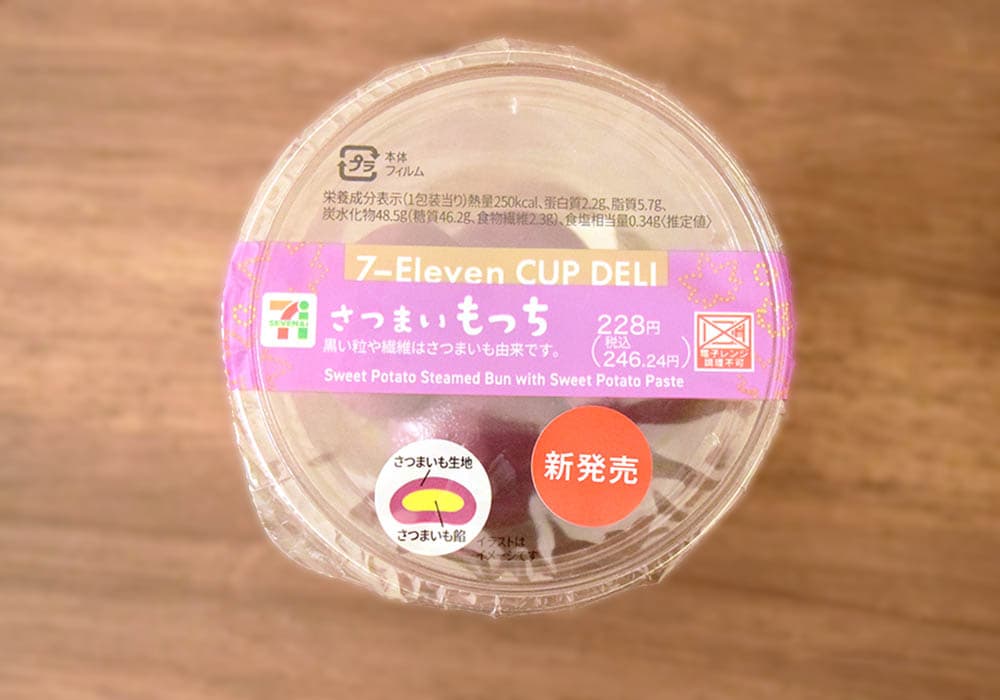 プラ
本体
フィルム
栄養成分表示(1包装当り)熱量250kcal、蛋白質2.2g、脂質5.7g、
炭水化物48.5g(糖質46.2g、食物繊維2.3g)、食塩相当量0.34g〈推定値〉
7-Eleven CUP DELI
SEVEN&i
さつまいもっち
黒い粒や繊維はさつまいも由来です。
228円
(税込
246.24円)
電子レンジ
調理不可
Sweet Potato Steamed Bun with Sweet Potato Paste
新発売
さつまいも生地
さつまいも餡
イラストは
イメージです